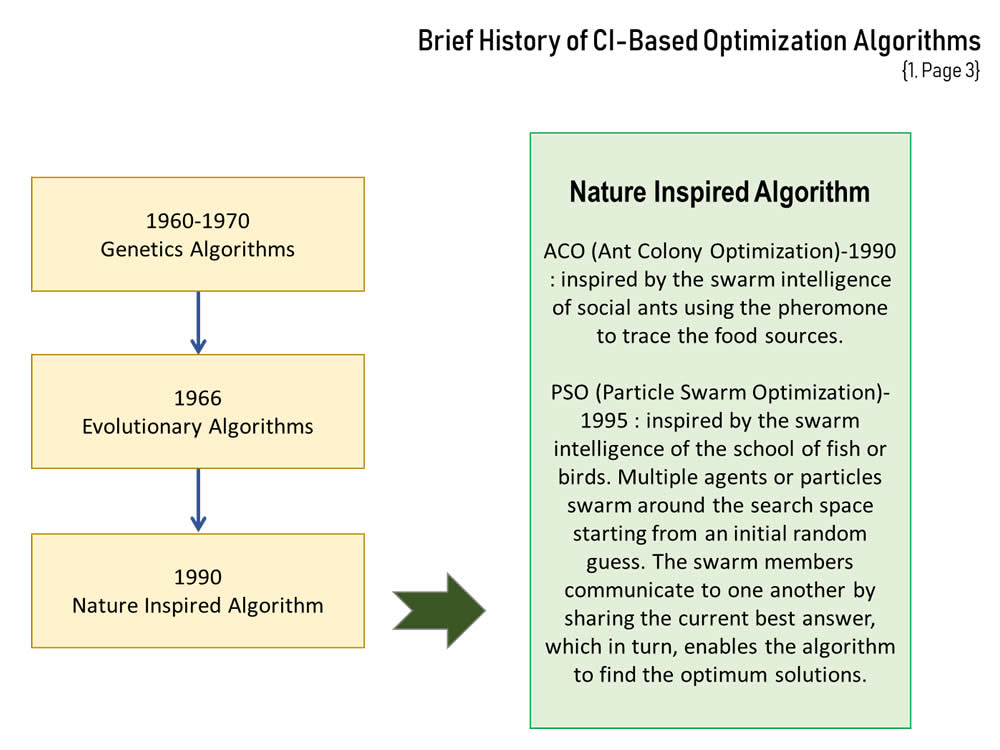 Brief History of CI-Based Optimization Algorithms
{1, Page 3}
1960-1970
Genetics Algorithms
1966
Evolutionary Algorithms
1990
Nature Inspired Algorithm
Nature Inspired Algorithm
ACO (Ant Colony Optimization)-1990
: inspired by the swarm intelligence
of social ants using the pheromone
to trace the food sources.
PSO (Particle Swarm Optimization)-
1995 : inspired by the swarm
intelligence of the school of fish or
birds. Multiple agents or particles
swarm around the search space
starting from an initial random
guess. The swarm members
communicate to one another by
sharing the current best answer,
which in turn, enables the algorithm
to find the optimum solutions.